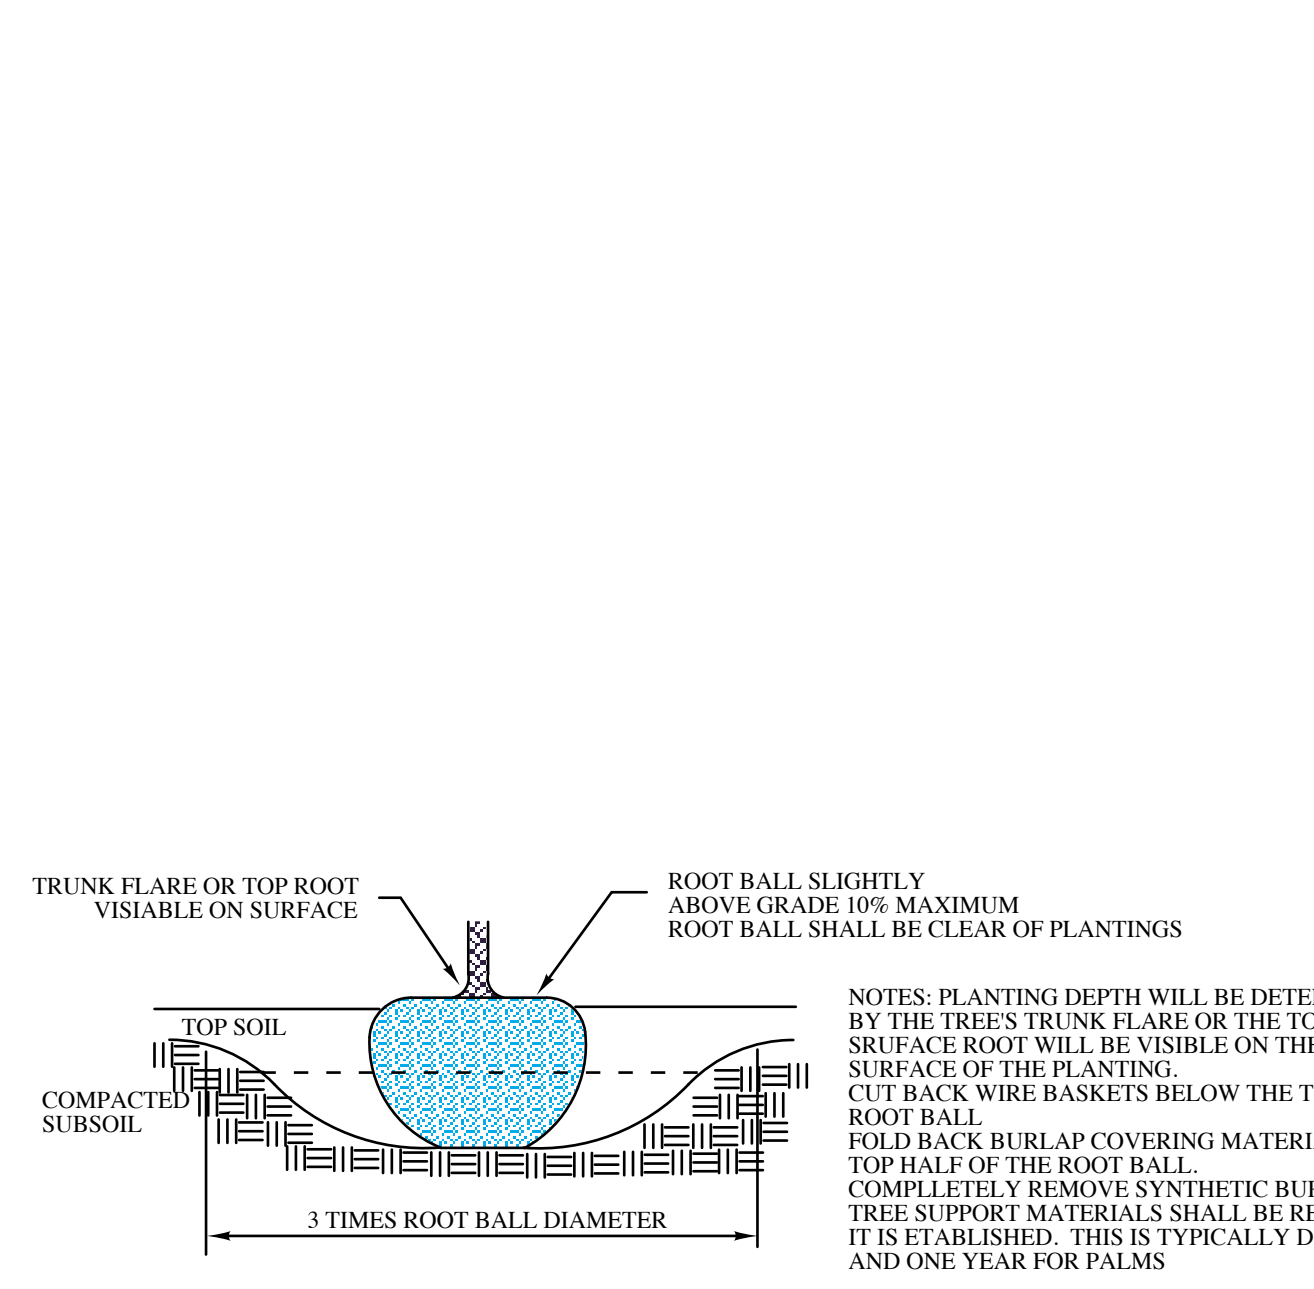 TRUNK FLARE OR TOP ROOT
VISIABLE ON SURFACE
ROOT BALL SLIGHTLY
ABOVE GRADE 10% MAXIMUM
ROOT BALL SHALL BE CLEAR OF PLANTINGS
TOP SOIL
COMPACTED
SUBSOIL
3 TIMES ROOT BALL DIAMETER
NOTES: PLANTING DEPTH WILL BE
BY THE TREE'S TRUNK FLARE OR THE
SRUFACE ROOT WILL BE VISIBLE ON THE
SURFACE OF THE PLANTING.
CUT BACK WIRE BASKETS BELOW THE
ROOT BALL
FOLD BACK BURLAP COVERING
TOP HALF OF THE ROOT BALL.
COMPLLETELY REMOVE SYNTHETIC
TREE SUPPORT MATERIALS SHALL BE
IT IS ETABLISHED. THIS IS TYPICALLY
AND ONE YEAR FOR PALMS